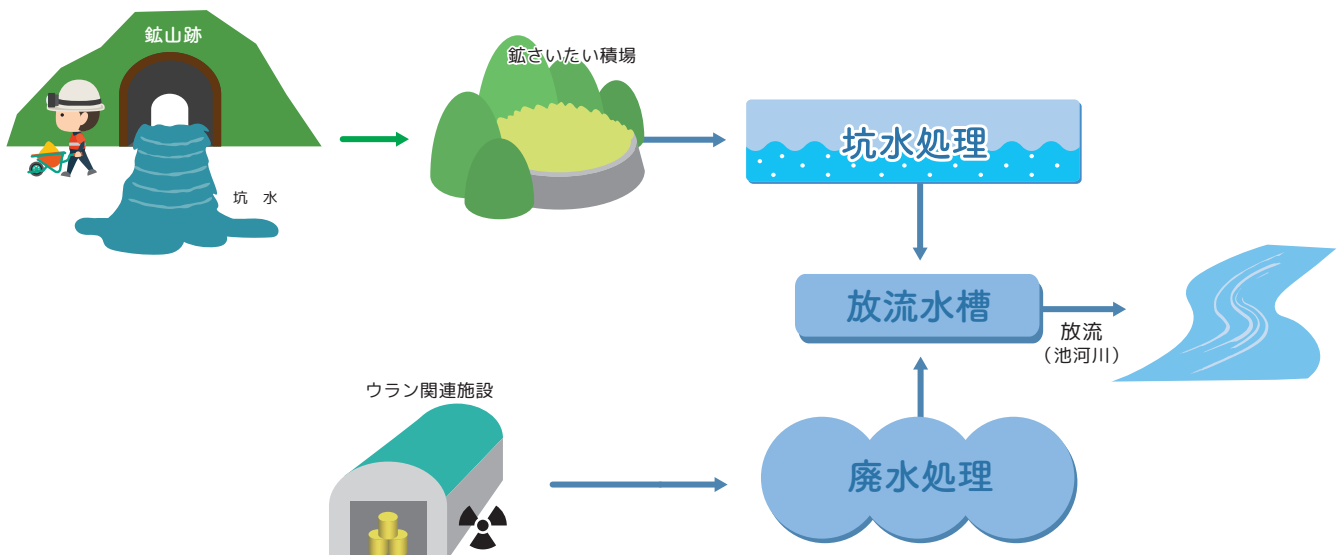 鉱山跡
鉱さいたい積場
坑水処理
坑 水
放流水槽
放流
（池河川）
ウラン関連施設
廃水処理